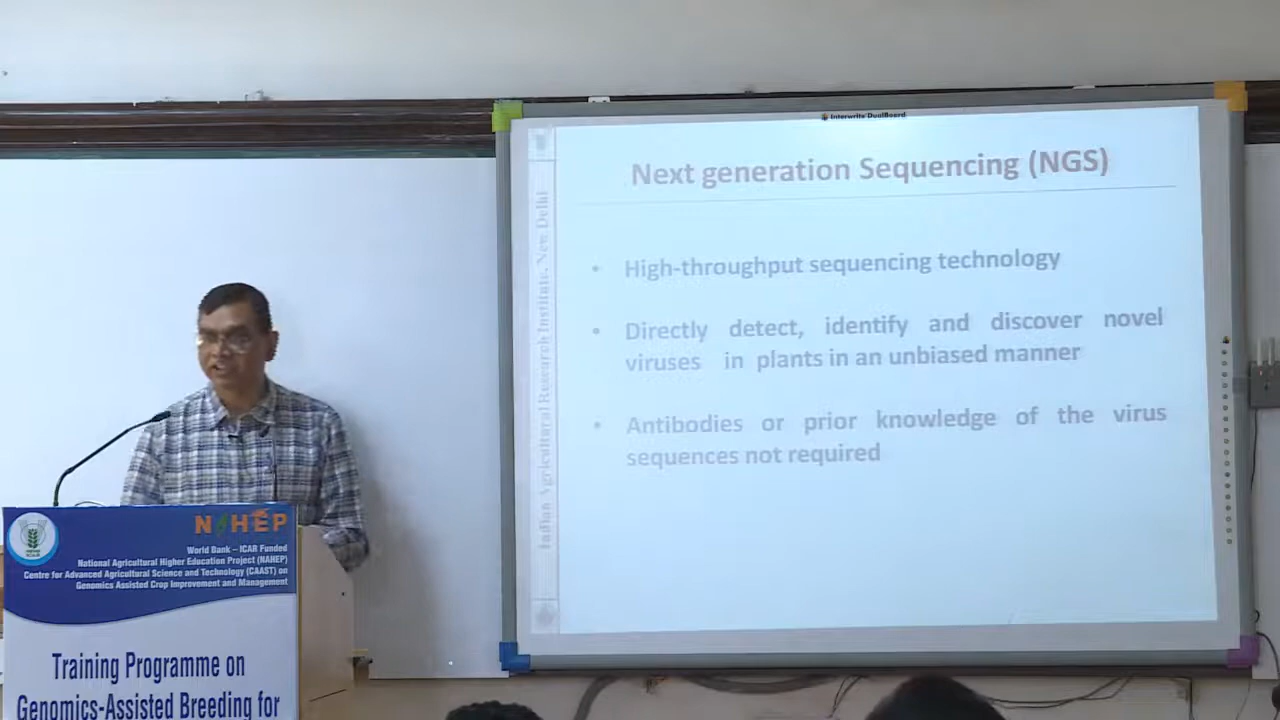 Interwrite DualBoard
Next generation Sequencing (NGS)
• High-throughput sequencing technology
• Directly detect, identify and discover novel
viruses in plants in an unbiased manner
• Antibodies or prior knowledge of the virus
sequences not required
Indian Agricultural Research Institute, New Delhi
NAHEP
World Bank – ICAR Funded
National Agricultural Higher Education Project (NAHEP)
Centre for Advanced Agricultural Science and Technology (CAAST) on
Genomics Assisted Crop Improvement and Management
Training Programme on
Genomics-Assisted Breeding for